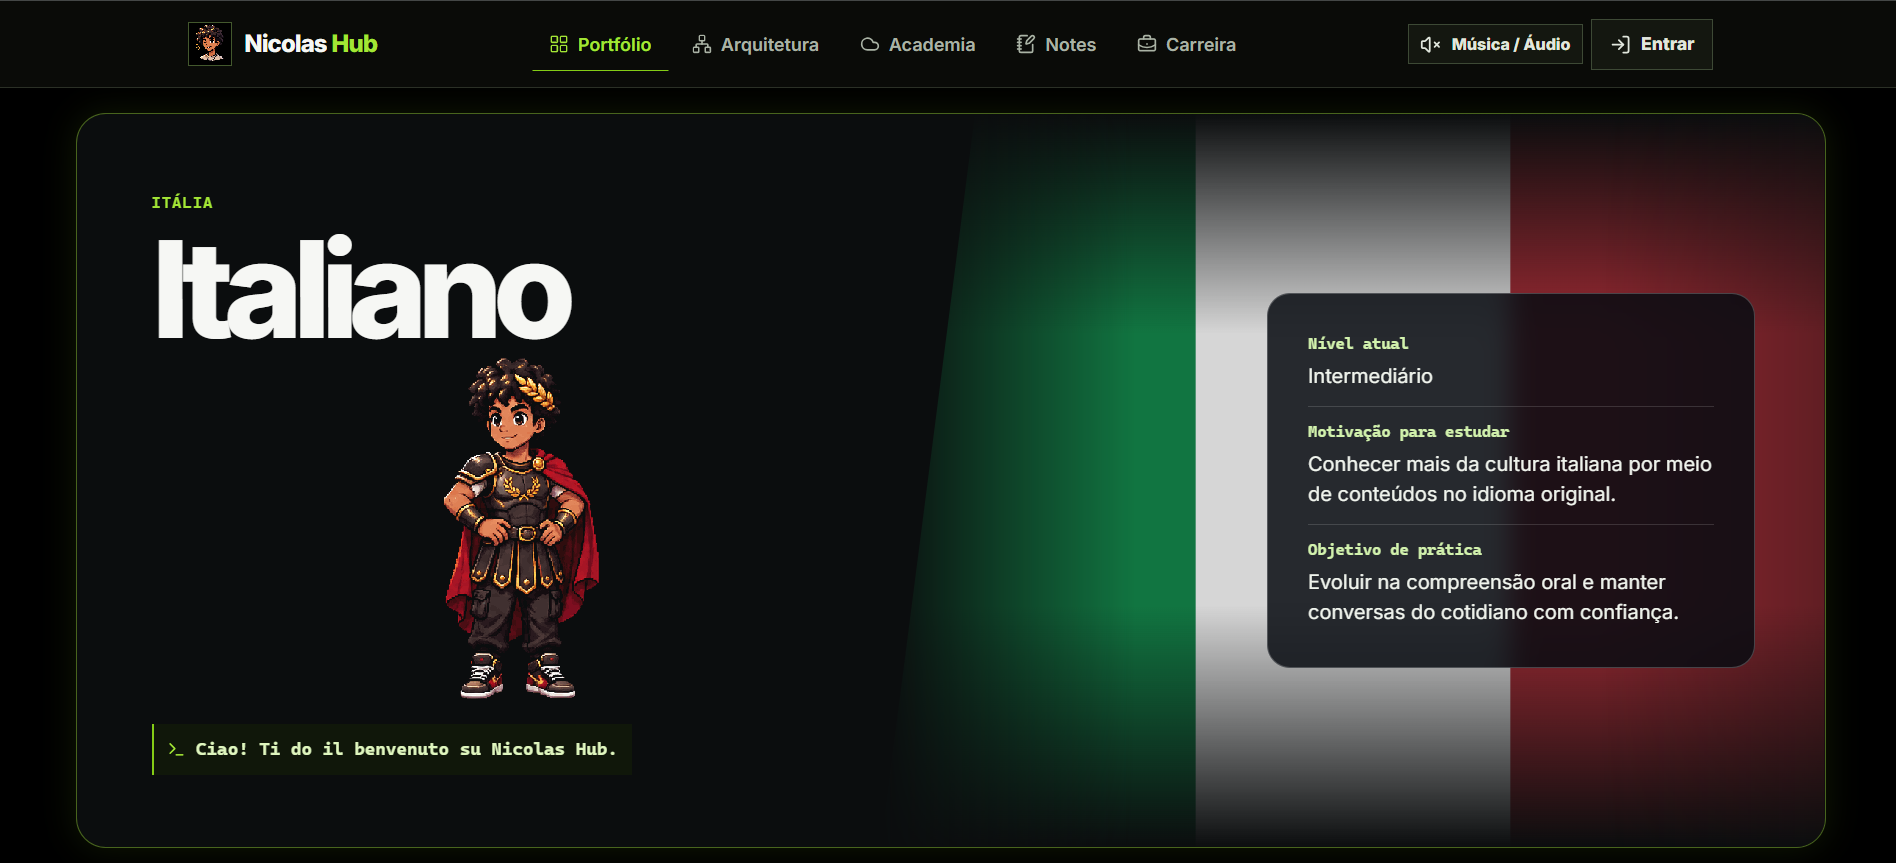 Nicolas Hub
Portfólio
Arquitetura
Academia
Notes
Carreira
Música / Áudio
Entrar
ITÁLIA
Italiano
>_ Ciao! Ti do il benvenuto su Nicolas Hub.
Nível atual
Intermediário
Motivação para estudar
Conhecer mais da cultura italiana por meio
de conteúdos no idioma original.
Objetivo de prática
Evoluir na compreensão oral e manter
conversas do cotidiano com confiança.